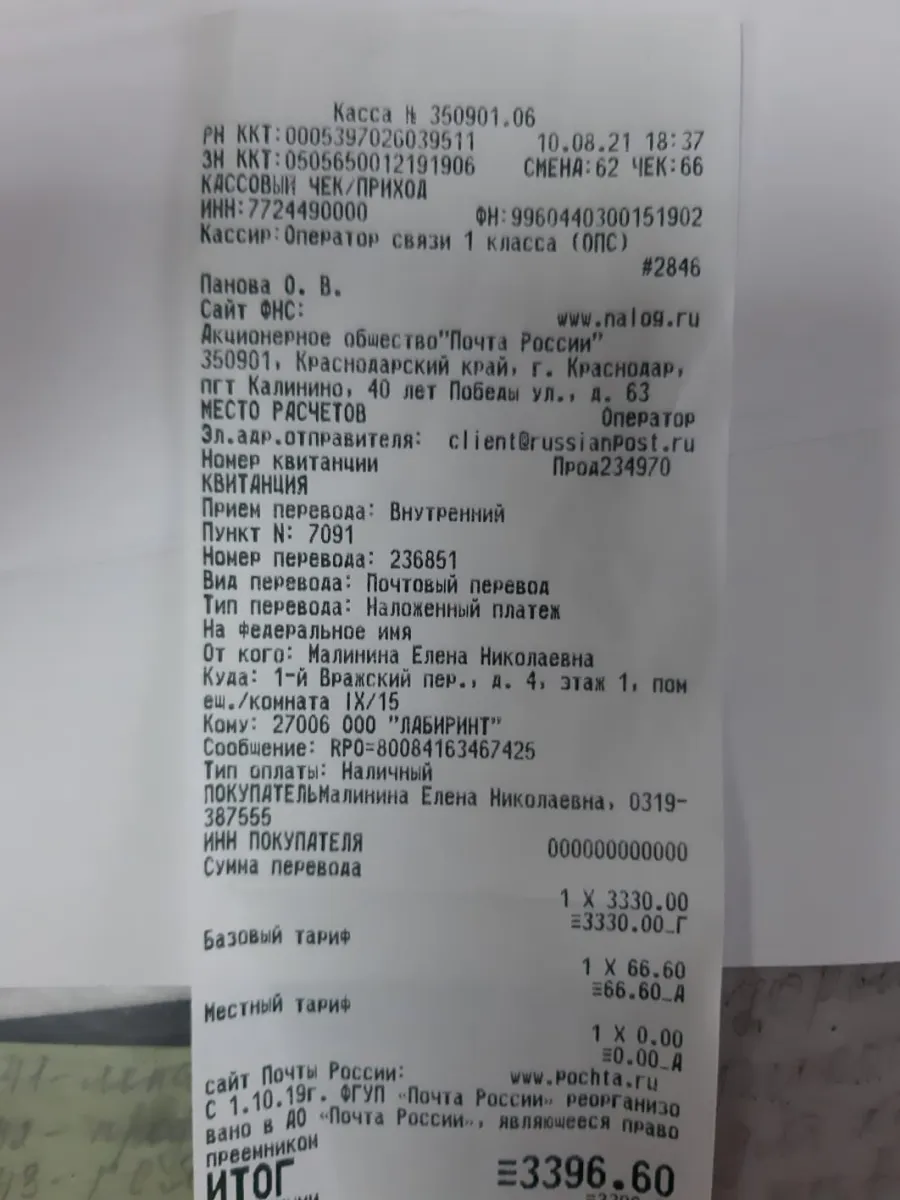 Касса № 350901.06
РН ККТ:0005397026039511 10.08.21 18:37
ЗН ККТ:0505650012191906 СМЕНА:62 ЧЕК:66
КАССОВЫЙ ЧЕК/ПРИХОД
ИНН:7724490000 ФН:9960440300151902
Кассир:Оператор связи 1 класса (ОПС)
#2846
Панова О. В.
Сайт ФНС: www.nalog.ru
Акционерное общество"Почта России"
350901, Краснодарский край, г. Краснодар,
пгт Калинино, 40 лет Победы ул., д. 63
МЕСТО РАСЧЕТОВ Оператор
Эл.адр.отправителя: client@russianpost.ru
Номер квитанции Прод234970
КВИТАНЦИЯ
Прием перевода: Внутренний
Пункт N: 7091
Номер перевода: 236851
Вид перевода: Почтовый перевод
Тип перевода: Наложенный платеж
На федеральное имя
От кого: Малинина Елена Николаевна
Куда: 1-й Вражский пер., д. 4, этаж 1, пом
ещ./комната IX/15
Кому: 27006 ООО "ЛАБИРИНТ"
Сообщение: RPO=80084163467425
Тип оплаты: Наличный
ПОКУПАТЕЛЬМалинина Елена Николаевна, 0319-
387555
ИНН ПОКУПАТЕЛЯ 000000000000
Сумма перевода
1 X 3330.00
≡3330.00_Г
Базовый тариф
1 X 66.60
≡66.60_А
Местный тариф
1 X 0.00
≡0.00_А
сайт Почты России: www.pochta.ru
С 1.10.19г. ФГУП «Почта России» реорганизо
вано в АО «Почта России», являющееся право
преемником
ИТОГ ≡3396.60